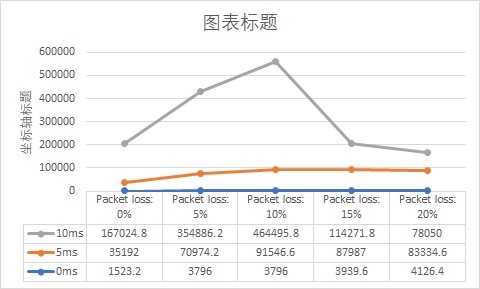 图表标题
坐标轴标题
600000
500000
400000
300000
200000
100000
0
Packet loss: 0%
Packet loss: 5%
Packet loss: 10%
Packet loss: 15%
Packet loss: 20%
10ms 167024.8 354886.2 464495.8 114271.8 78050
5ms 35192 70974.2 91546.6 87987 83334.6
0ms 1523.2 3796 3796 3939.6 4126.4